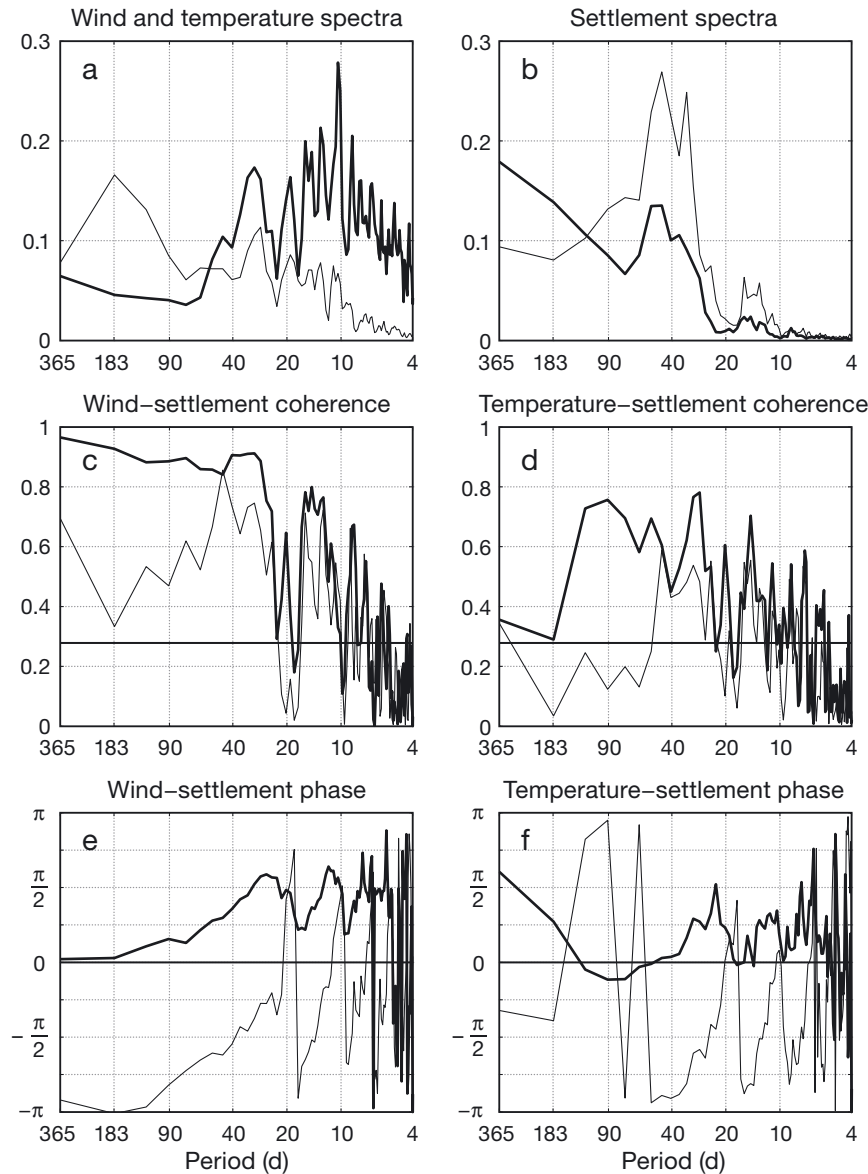 Wind and temperature spectra
Settlement spectra
0.3
a
0.2
0.1
0
365 183 90 40 20 10 4
0.3
b
0.2
0.1
0
365 183 90 40 20 10 4
Wind–settlement coherence
Temperature–settlement coherence
1
c
0.8
0.6
0.4
0.2
0
365 183 90 40 20 10 4
1
d
0.8
0.6
0.4
0.2
0
365 183 90 40 20 10 4
Wind–settlement phase
Temperature–settlement phase
π
e
π/2
0
–π/2
–π
365 183 90 40 20 10 4
Period (d)
π
f
π/2
0
–π/2
–π
365 183 90 40 20 10 4
Period (d)